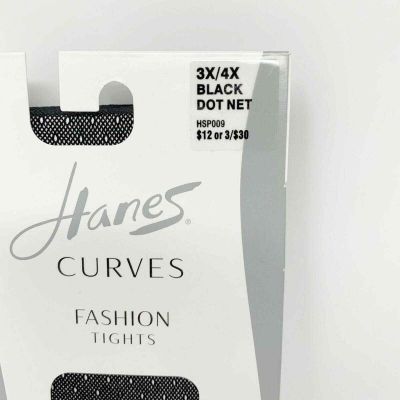 3X/4X
BLACK
DOT NET
HSP009
$12 or 3/$30
Hanes®
CURVES
FASHION
TIGHTS